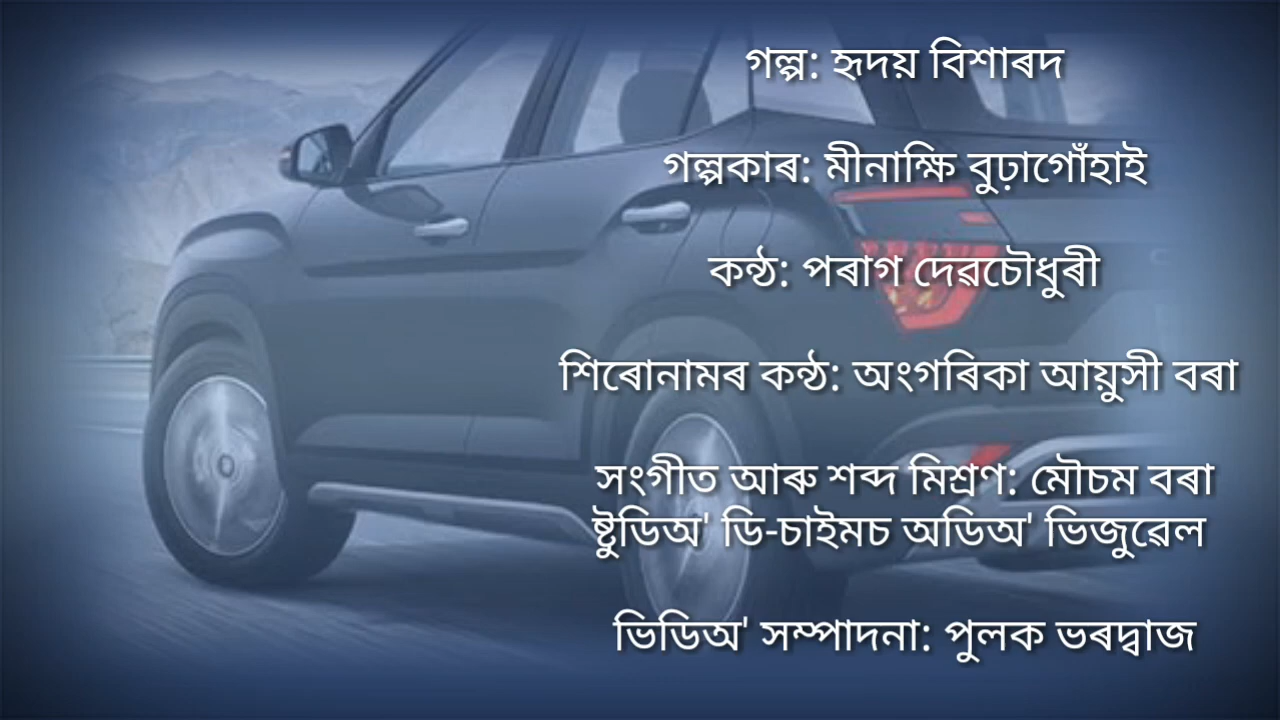 গল্প: হৃদয় বিশাৰদ
গল্পকাৰ: মীনাক্ষি বুঢ়াগোঁহাই
কন্ঠ: পৰাগ দেৱচৌধুৰী
শিৰোনামৰ কন্ঠ: অংগৰিকা আয়ুসী বৰা
সংগীত আৰু শব্দ মিশ্ৰণ: মৌচম বৰা
ষ্টুডিঅ' ডি-চাইমচ অডিঅ' ভিজুৱেল
ভিডিঅ' সম্পাদনা: পুলক ভৰদ্বাজ